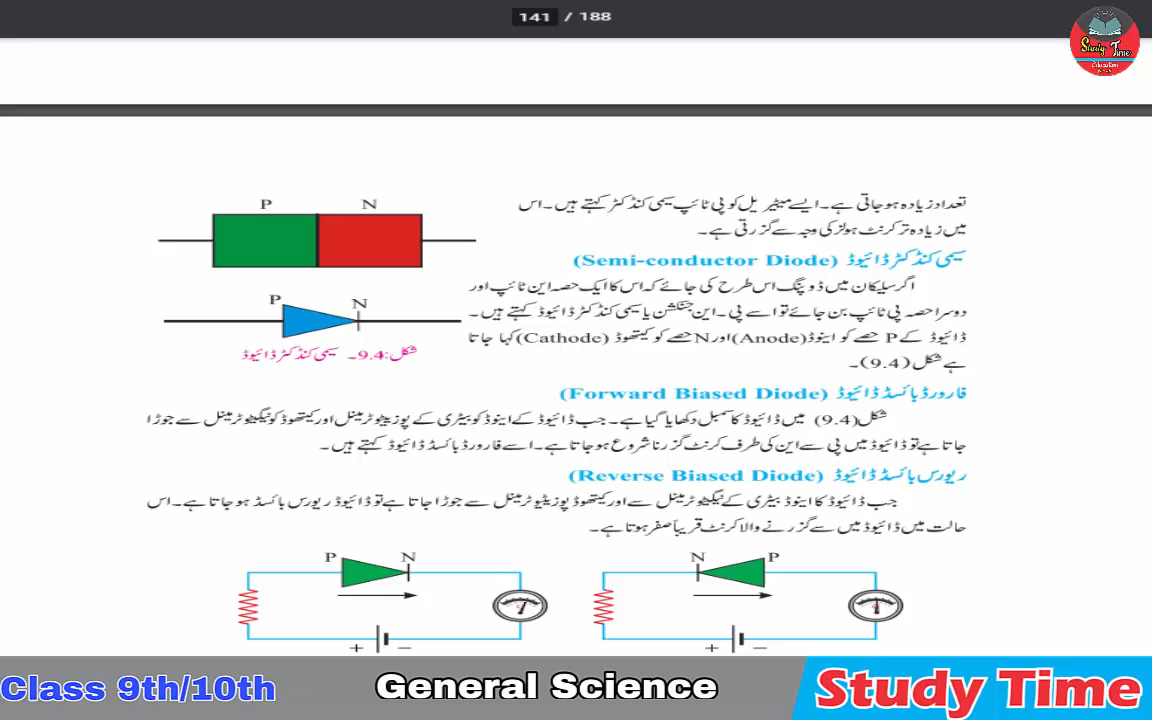 141 / 188
Study Time
Education
P N
تعداد زیادہ ہو جاتی ہے۔ ایسے میٹیریل کو پی ٹائپ سیمی کنڈکٹر کہتے ہیں۔ اس
میں زیادہ تر کرنٹ ہولز کی وجہ سے گزرتی ہے۔
سیمی کنڈکٹر ڈائیوڈ (Semi-conductor Diode)
اگر سلیکان میں ڈوپنگ اس طرح کی جائے کہ اس کا ایک حصہ این ٹائپ اور
دوسرا حصہ پی ٹائپ بن جائے تو اسے پی۔ این جنکشن یا سیمی کنڈکٹر ڈائیوڈ کہتے ہیں۔
ڈائیوڈ کے P حصے کو اینوڈ (Anode) اور N حصے کو کیتھوڈ (Cathode) کہا جاتا
ہے شکل (9.4)۔
P N
شکل:9.4۔ سیمی کنڈکٹر ڈائیوڈ
فارورڈ بائسڈ ڈائیوڈ (Forward Biased Diode)
شکل (9.4) میں ڈائیوڈ کا سمبل دکھایا گیا ہے۔ جب ڈائیوڈ کے اینوڈ کو بیٹری کے پوزیٹیو ٹرمینل اور کیتھوڈ کو نیگیٹیو ٹرمینل سے جوڑا
جاتا ہے تو ڈائیوڈ میں پی سے این کی طرف کرنٹ گزرنا شروع ہو جاتا ہے۔ اسے فارورڈ بائسڈ ڈائیوڈ کہتے ہیں۔
ریورس بائسڈ ڈائیوڈ (Reverse Biased Diode)
جب ڈائیوڈ کا اینوڈ بیٹری کے نیگیٹیو ٹرمینل سے اور کیتھوڈ پوزیٹیو ٹرمینل سے جوڑا جاتا ہے تو ڈائیوڈ ریورس بائسڈ ہو جاتا ہے۔ اس
حالت میں ڈائیوڈ میں سے گزرنے والا کرنٹ قریباً صفر ہوتا ہے۔
P N
+ −
N P
+ −
Class 9th/10th
General Science
Study Time